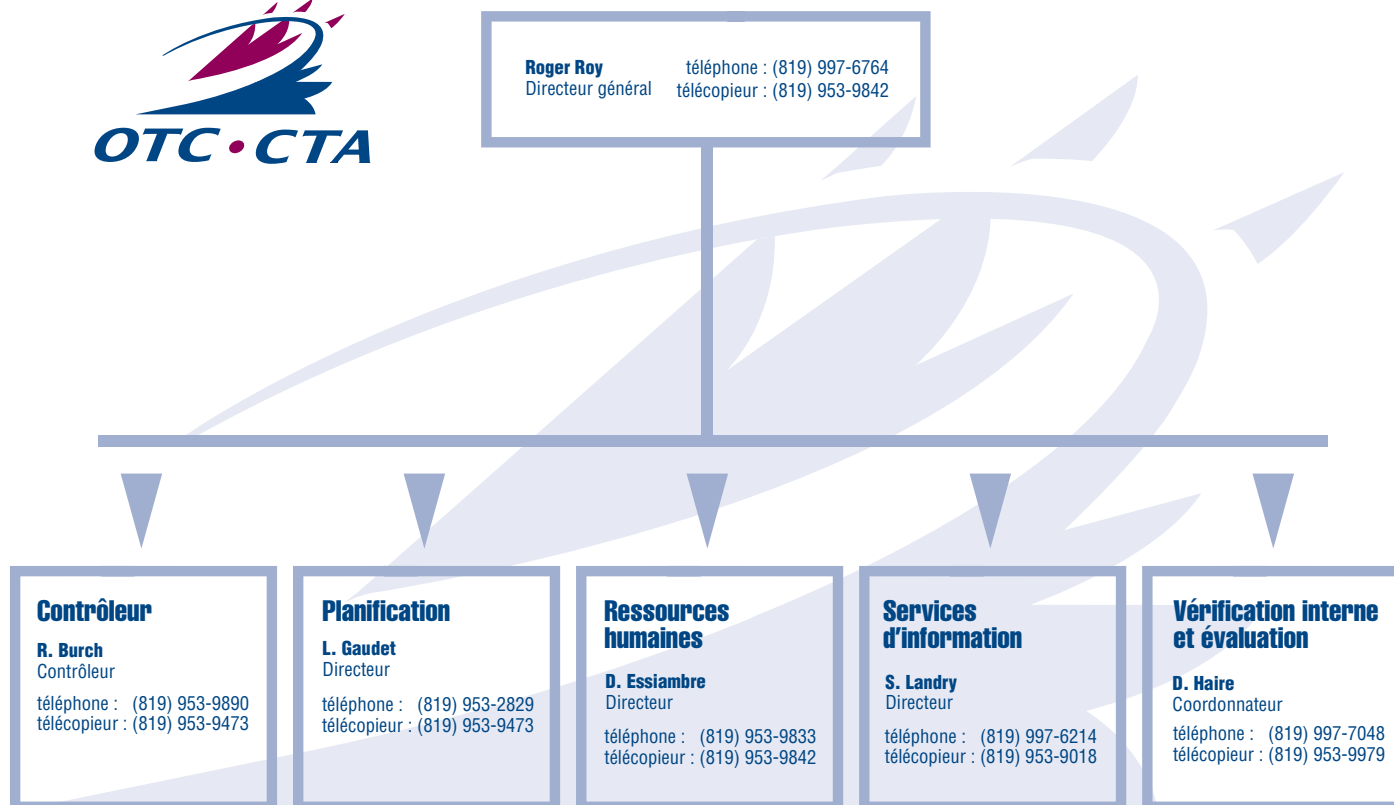 OTC • CTA
Roger Roy téléphone : (819) 997-6764
Directeur général télécopieur : (819) 953-9842
Contrôleur
R. Burch
Contrôleur
téléphone : (819) 953-9890
télécopieur : (819) 953-9473
Planification
L. Gaudet
Directeur
téléphone : (819) 953-2829
télécopieur : (819) 953-9473
Ressources
humaines
D. Essiambre
Directeur
téléphone : (819) 953-9833
télécopieur : (819) 953-9842
Services
d'information
S. Landry
Directeur
téléphone : (819) 997-6214
télécopieur : (819) 953-9018
Vérification interne
et évaluation
D. Haire
Coordonnateur
téléphone : (819) 997-7048
télécopieur : (819) 953-9979